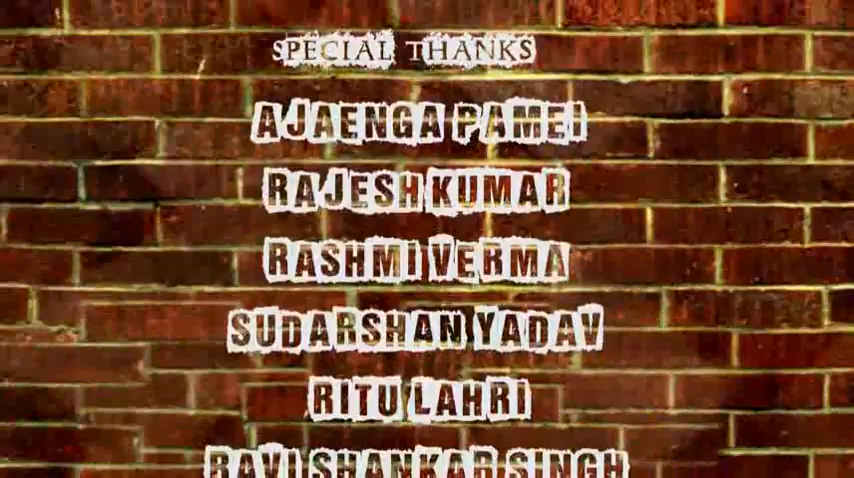 SPECIAL THANKS
AJAENGA PAMEI
RAJESH KUMAR
RASHMI VERMA
SUDARSHAN YADAV
RITU LAHRI
RAVI SHANKAR SINGH